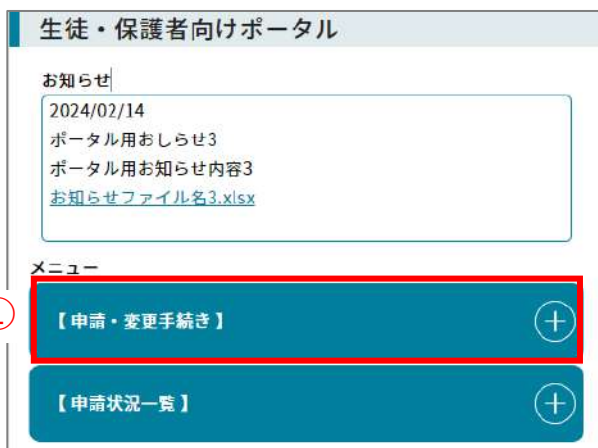 生徒・保護者向けポータル
お知らせ
2024/02/14
ポータル用おしらせ3
ポータル用お知らせ内容3
お知らせファイル名3.xlsx
メニュー
【申請・変更手続き】
【申請状況一覧】